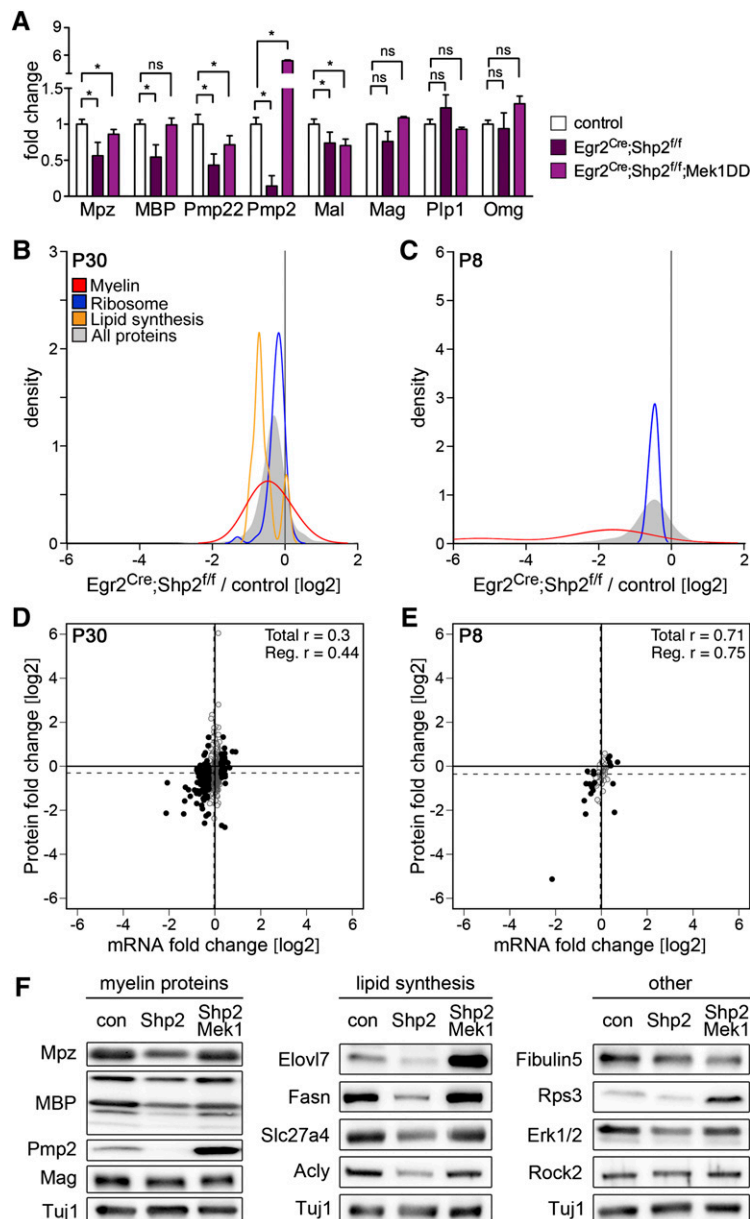 A
fold change
9
6
3
1
0.5
0
* * ns * * * * * * * ns ns ns ns ns ns
Mpz MBP Pmp22 Pmp2 Mal Mag Plp1 Omg
control
Egr2Cre;Shp2f/f
Egr2Cre;Shp2f/f;Mek1DD
B
P30
Myelin
Ribosome
Lipid synthesis
All proteins
density
3
2
1
0
-6 -4 -2 0 2
Egr2Cre;Shp2f/f / control [log2]
C
P8
density
6
5
4
3
2
1
0
-6 -4 -2 0 2
Egr2Cre;Shp2f/f / control [log2]
D
P30
Total r = 0.3
Reg. r = 0.44
Protein fold change [log2]
6
4
2
0
-2
-4
-6
-6 -4 -2 0 2 4 6
mRNA fold change [log2]
E
P8
Total r = 0.71
Reg. r = 0.75
Protein fold change [log2]
6
4
2
0
-2
-4
-6
-6 -4 -2 0 2 4 6
mRNA fold change [log2]
F
myelin proteins
con Shp2 Shp2
Mek1
Mpz
MBP
Pmp2
Mag
Tuj1
lipid synthesis
con Shp2 Shp2
Mek1
Elovl7
Fasn
Slc27a4
Acly
Tuj1
other
con Shp2 Shp2
Mek1
Fibulin5
Rps3
Erk1/2
Rock2
Tuj1